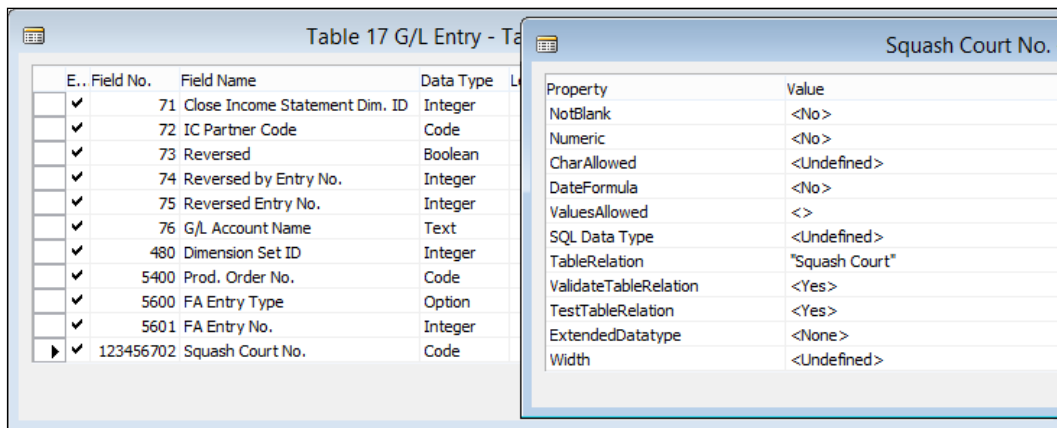 Table 17 G/L Entry - Ta
E.. Field No. Field Name Data Type L
71 Close Income Statement Dim. ID Integer
72 IC Partner Code Code
73 Reversed Boolean
74 Reversed by Entry No. Integer
75 Reversed Entry No. Integer
76 G/L Account Name Text
480 Dimension Set ID Integer
5400 Prod. Order No. Code
5600 FA Entry Type Option
5601 FA Entry No. Integer
123456702 Squash Court No. Code
Squash Court No.
Property Value
NotBlank <No>
Numeric <No>
CharAllowed <Undefined>
DateFormula <No>
ValuesAllowed <>
SQL Data Type <Undefined>
TableRelation "Squash Court"
ValidateTableRelation <Yes>
TestTableRelation <Yes>
ExtendedDatatype <None>
Width <Undefined>